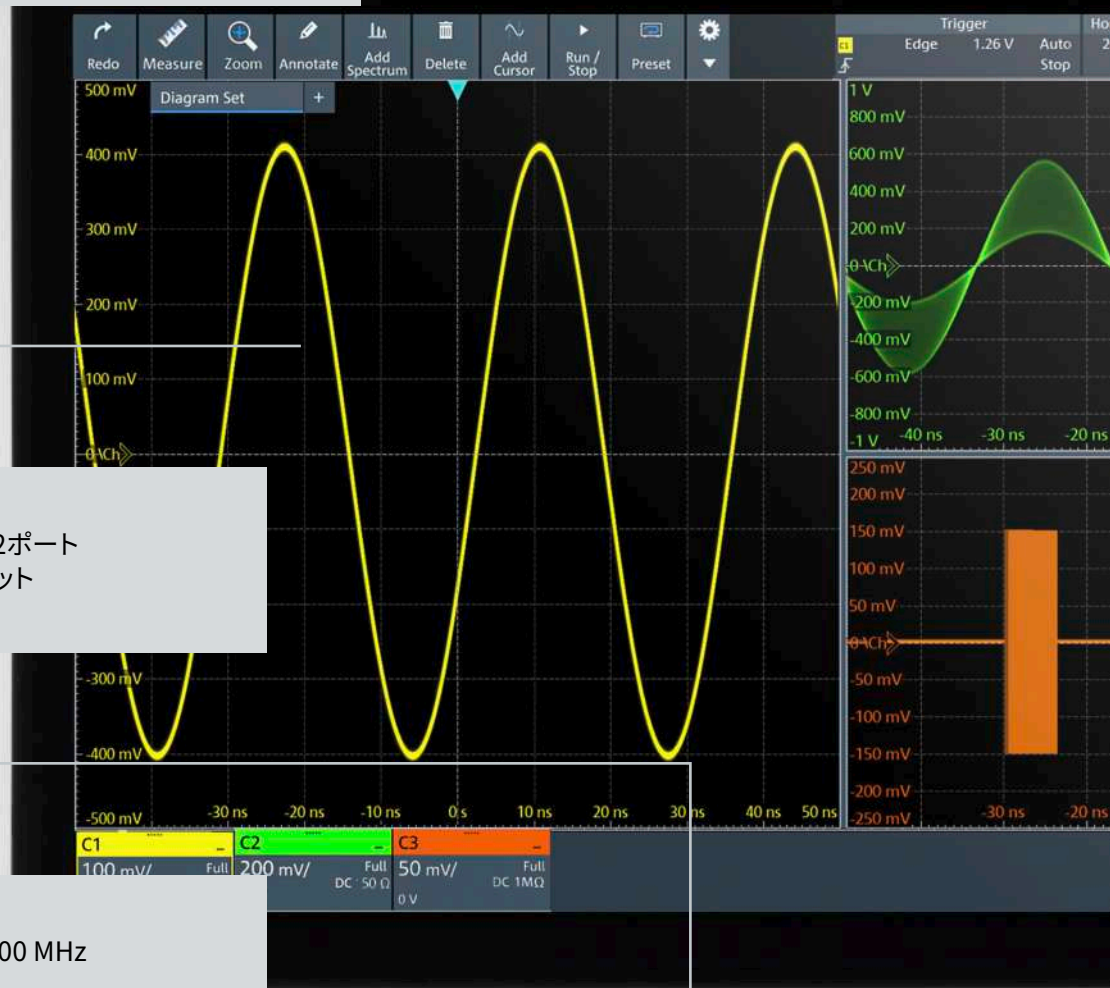 Redo
Measure
Zoom
Annotate
Add Spectrum
Delete
Add Cursor
Run / Stop
Preset
Trigger
Ho
C1
Edge 1.26 V Auto 2
Stop
Diagram Set +
500 mV
400 mV
300 mV
200 mV
100 mV
0
-300 mV
-400 mV
-500 mV
-30 ns -20 ns -10 ns 0 s 10 ns 20 ns 30 ns 40 ns 50 ns
1 V
800 mV
600 mV
400 mV
200 mV
0 Ch
-200 mV
-400 mV
-600 mV
-800 mV
-1 V -40 ns -30 ns -20 ns
250 mV
200 mV
150 mV
100 mV
50 mV
-50 mV
-100 mV
-150 mV
-200 mV
-250 mV -30 ns -20 ns
2ポート
ット
C1 C2 C3
100 mV/ Full 200 mV/ Full 50 mV/ Full
DC 50 Ω DC 1MΩ
0 V
00 MHz